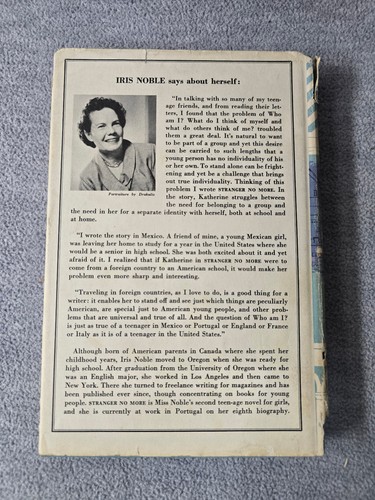 IRIS NOBLE says about herself:
"In talking with so many of my teen-
age friends, and from reading their let-
ters, I found that the problem of Who
am I? What do I think of myself and
what do others think of me? troubled
them a great deal. It's natural to want
to be part of a group and yet this desire
can be carried to such lengths that a
young person has no individuality of his
or her own. To stand alone can be fright-
ening and yet be a challenge that brings
out true individuality. Thinking of this
problem I wrote STRANGER NO MORE. In
the story, Katherine struggles between
the need for belonging to a group and
the need in her for a separate identity with herself, both at school and
at home.
"I wrote the story in Mexico. A friend of mine, a young Mexican girl,
was leaving her home to study for a year in the United States where she
would be a senior in high school. She was both excited about it and yet
afraid of it. I realized that if Katherine in STRANGER NO MORE were to
come from a foreign country to an American school, it would make her
problem even more sharp and interesting.
"Traveling in foreign countries, as I love to do, is a good thing for a
writer: it enables her to stand off and see just which things are peculiarly
American, are special just to American young people, and other prob-
lems that are universal and true of all. And the question of Who am I?
is just as true of a teenager in Mexico or Portugal or England or France
or Italy as it is of a teenager in the United States."
Although born of American parents in Canada where she spent her
childhood years, Iris Noble moved to Oregon when she was ready for
high school. After graduation from the University of Oregon where she
was an English major, she worked in Los Angeles and then came to
New York. There she turned to freelance writing for magazines and has
been published ever since, though concentrating on books for young
people. STRANGER NO MORE is Miss Noble's second teen-age novel for girls,
and she is currently at work in Portugal on her eighth biography.